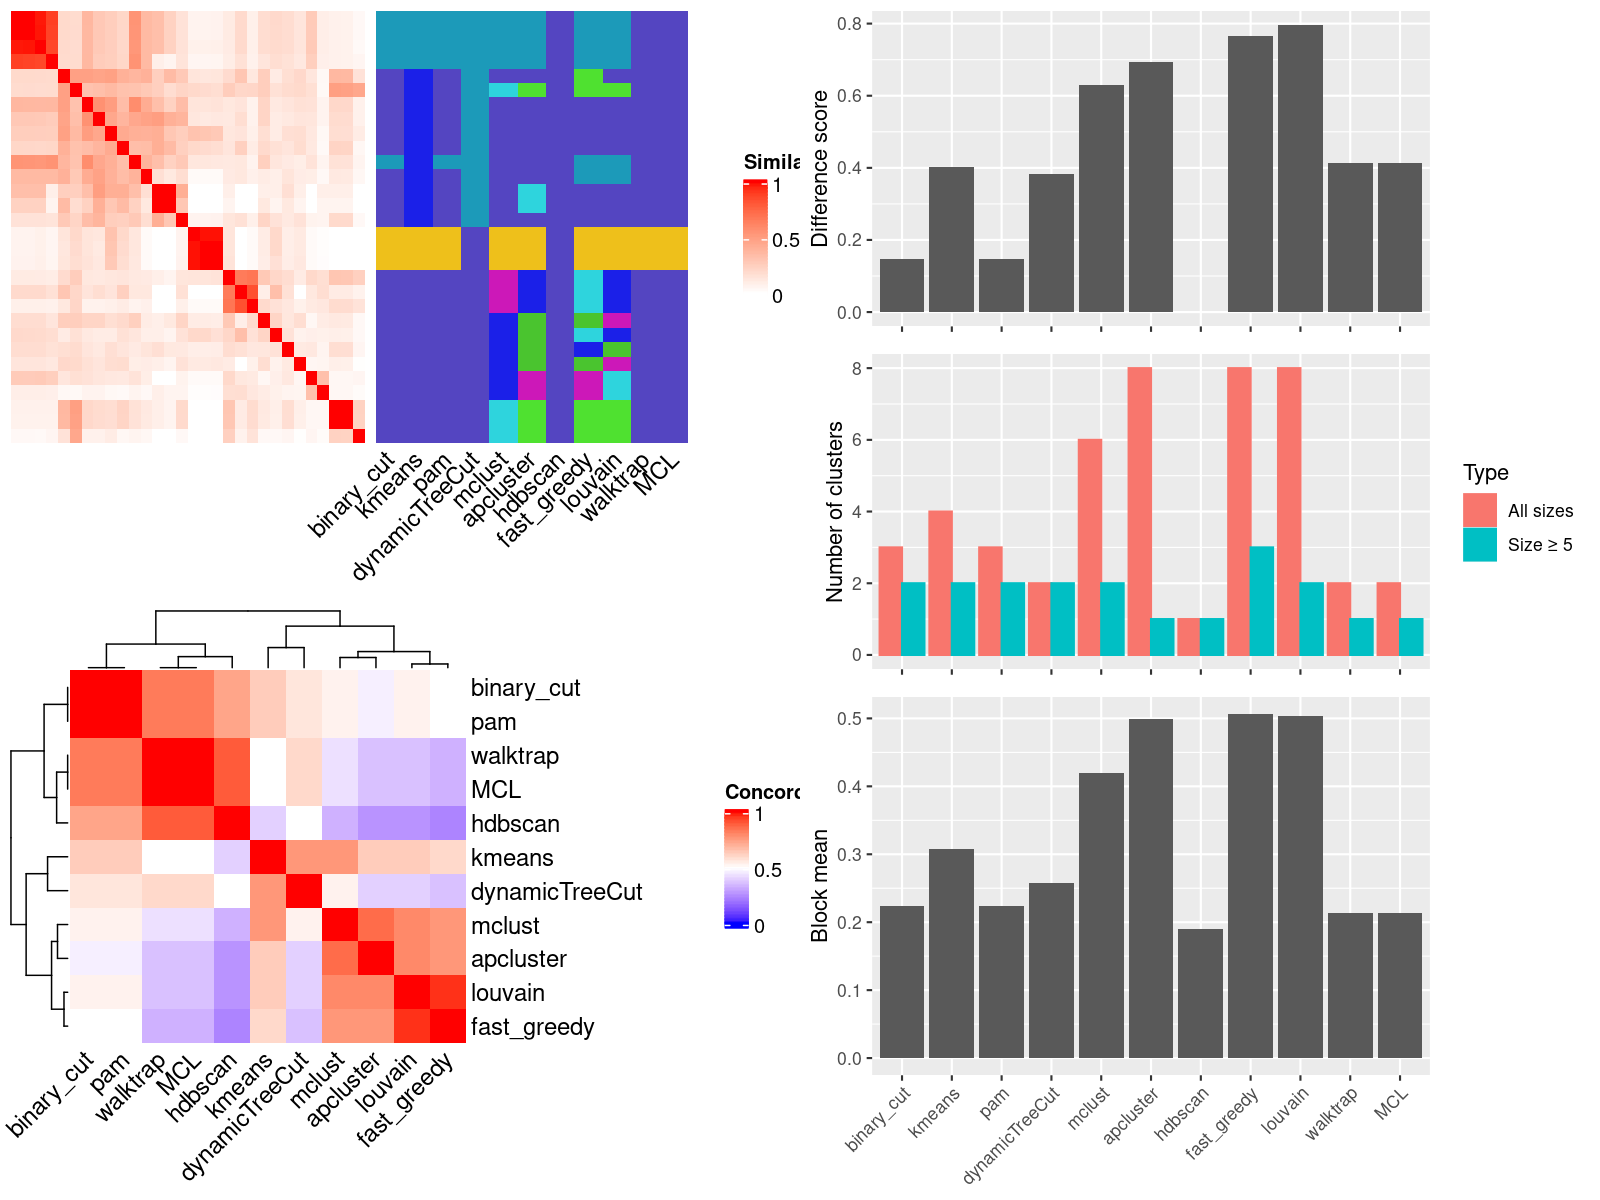 Simila
1
0.5
0
binary_cut
kmeans
pam
dynamicTreeCut
mclust
apcluster
hdbscan
fast_greedy
louvain
walktrap
MCL
Difference score
0.8
0.6
0.4
0.2
0.0
Number of clusters
8
6
4
2
0
Type
All sizes
Size ≥ 5
binary_cut
pam
walktrap
MCL
hdbscan
kmeans
dynamicTreeCut
mclust
apcluster
louvain
fast_greedy
binary_cut
pam
walktrap
MCL
hdbscan
kmeans
dynamicTreeCut
mclust
apcluster
louvain
fast_greedy
Concord
1
0.5
0
Block mean
0.5
0.4
0.3
0.2
0.1
0.0
binary_cut
kmeans
pam
dynamicTreeCut
mclust
apcluster
hdbscan
fast_greedy
louvain
walktrap
MCL